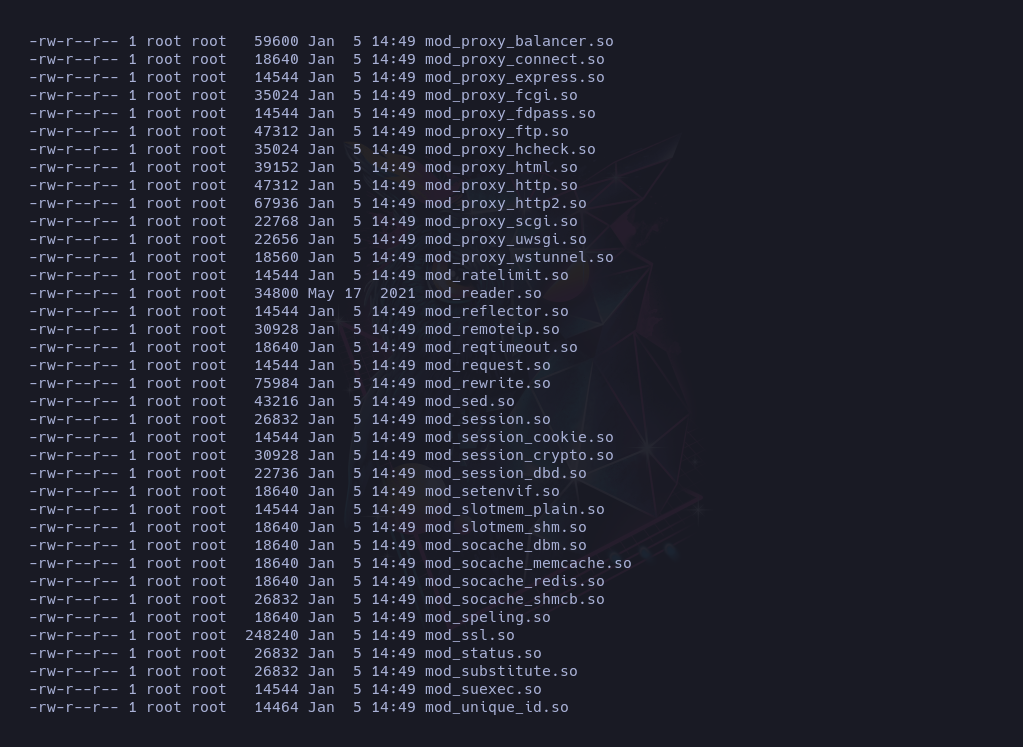 -rw-r--r-- 1 root root   59600 Jan  5 14:49 mod_proxy_balancer.so
-rw-r--r-- 1 root root   18640 Jan  5 14:49 mod_proxy_connect.so
-rw-r--r-- 1 root root   14544 Jan  5 14:49 mod_proxy_express.so
-rw-r--r-- 1 root root   35024 Jan  5 14:49 mod_proxy_fcgi.so
-rw-r--r-- 1 root root   14544 Jan  5 14:49 mod_proxy_fdpass.so
-rw-r--r-- 1 root root   47312 Jan  5 14:49 mod_proxy_ftp.so
-rw-r--r-- 1 root root   35024 Jan  5 14:49 mod_proxy_hcheck.so
-rw-r--r-- 1 root root   39152 Jan  5 14:49 mod_proxy_html.so
-rw-r--r-- 1 root root   47312 Jan  5 14:49 mod_proxy_http.so
-rw-r--r-- 1 root root   67936 Jan  5 14:49 mod_proxy_http2.so
-rw-r--r-- 1 root root   22768 Jan  5 14:49 mod_proxy_scgi.so
-rw-r--r-- 1 root root   22656 Jan  5 14:49 mod_proxy_uwsgi.so
-rw-r--r-- 1 root root   18560 Jan  5 14:49 mod_proxy_wstunnel.so
-rw-r--r-- 1 root root   14544 Jan  5 14:49 mod_ratelimit.so
-rw-r--r-- 1 root root   34800 May 17  2021 mod_reader.so
-rw-r--r-- 1 root root   14544 Jan  5 14:49 mod_reflector.so
-rw-r--r-- 1 root root   30928 Jan  5 14:49 mod_remoteip.so
-rw-r--r-- 1 root root   18640 Jan  5 14:49 mod_reqtimeout.so
-rw-r--r-- 1 root root   14544 Jan  5 14:49 mod_request.so
-rw-r--r-- 1 root root   75984 Jan  5 14:49 mod_rewrite.so
-rw-r--r-- 1 root root   43216 Jan  5 14:49 mod_sed.so
-rw-r--r-- 1 root root   26832 Jan  5 14:49 mod_session.so
-rw-r--r-- 1 root root   14544 Jan  5 14:49 mod_session_cookie.so
-rw-r--r-- 1 root root   30928 Jan  5 14:49 mod_session_crypto.so
-rw-r--r-- 1 root root   22736 Jan  5 14:49 mod_session_dbd.so
-rw-r--r-- 1 root root   18640 Jan  5 14:49 mod_setenvif.so
-rw-r--r-- 1 root root   14544 Jan  5 14:49 mod_slotmem_plain.so
-rw-r--r-- 1 root root   18640 Jan  5 14:49 mod_slotmem_shm.so
-rw-r--r-- 1 root root   18640 Jan  5 14:49 mod_socache_dbm.so
-rw-r--r-- 1 root root   18640 Jan  5 14:49 mod_socache_memcache.so
-rw-r--r-- 1 root root   18640 Jan  5 14:49 mod_socache_redis.so
-rw-r--r-- 1 root root   26832 Jan  5 14:49 mod_socache_shmcb.so
-rw-r--r-- 1 root root   18640 Jan  5 14:49 mod_speling.so
-rw-r--r-- 1 root root  248240 Jan  5 14:49 mod_ssl.so
-rw-r--r-- 1 root root   26832 Jan  5 14:49 mod_status.so
-rw-r--r-- 1 root root   26832 Jan  5 14:49 mod_substitute.so
-rw-r--r-- 1 root root   14544 Jan  5 14:49 mod_suexec.so
-rw-r--r-- 1 root root   14464 Jan  5 14:49 mod_unique_id.so